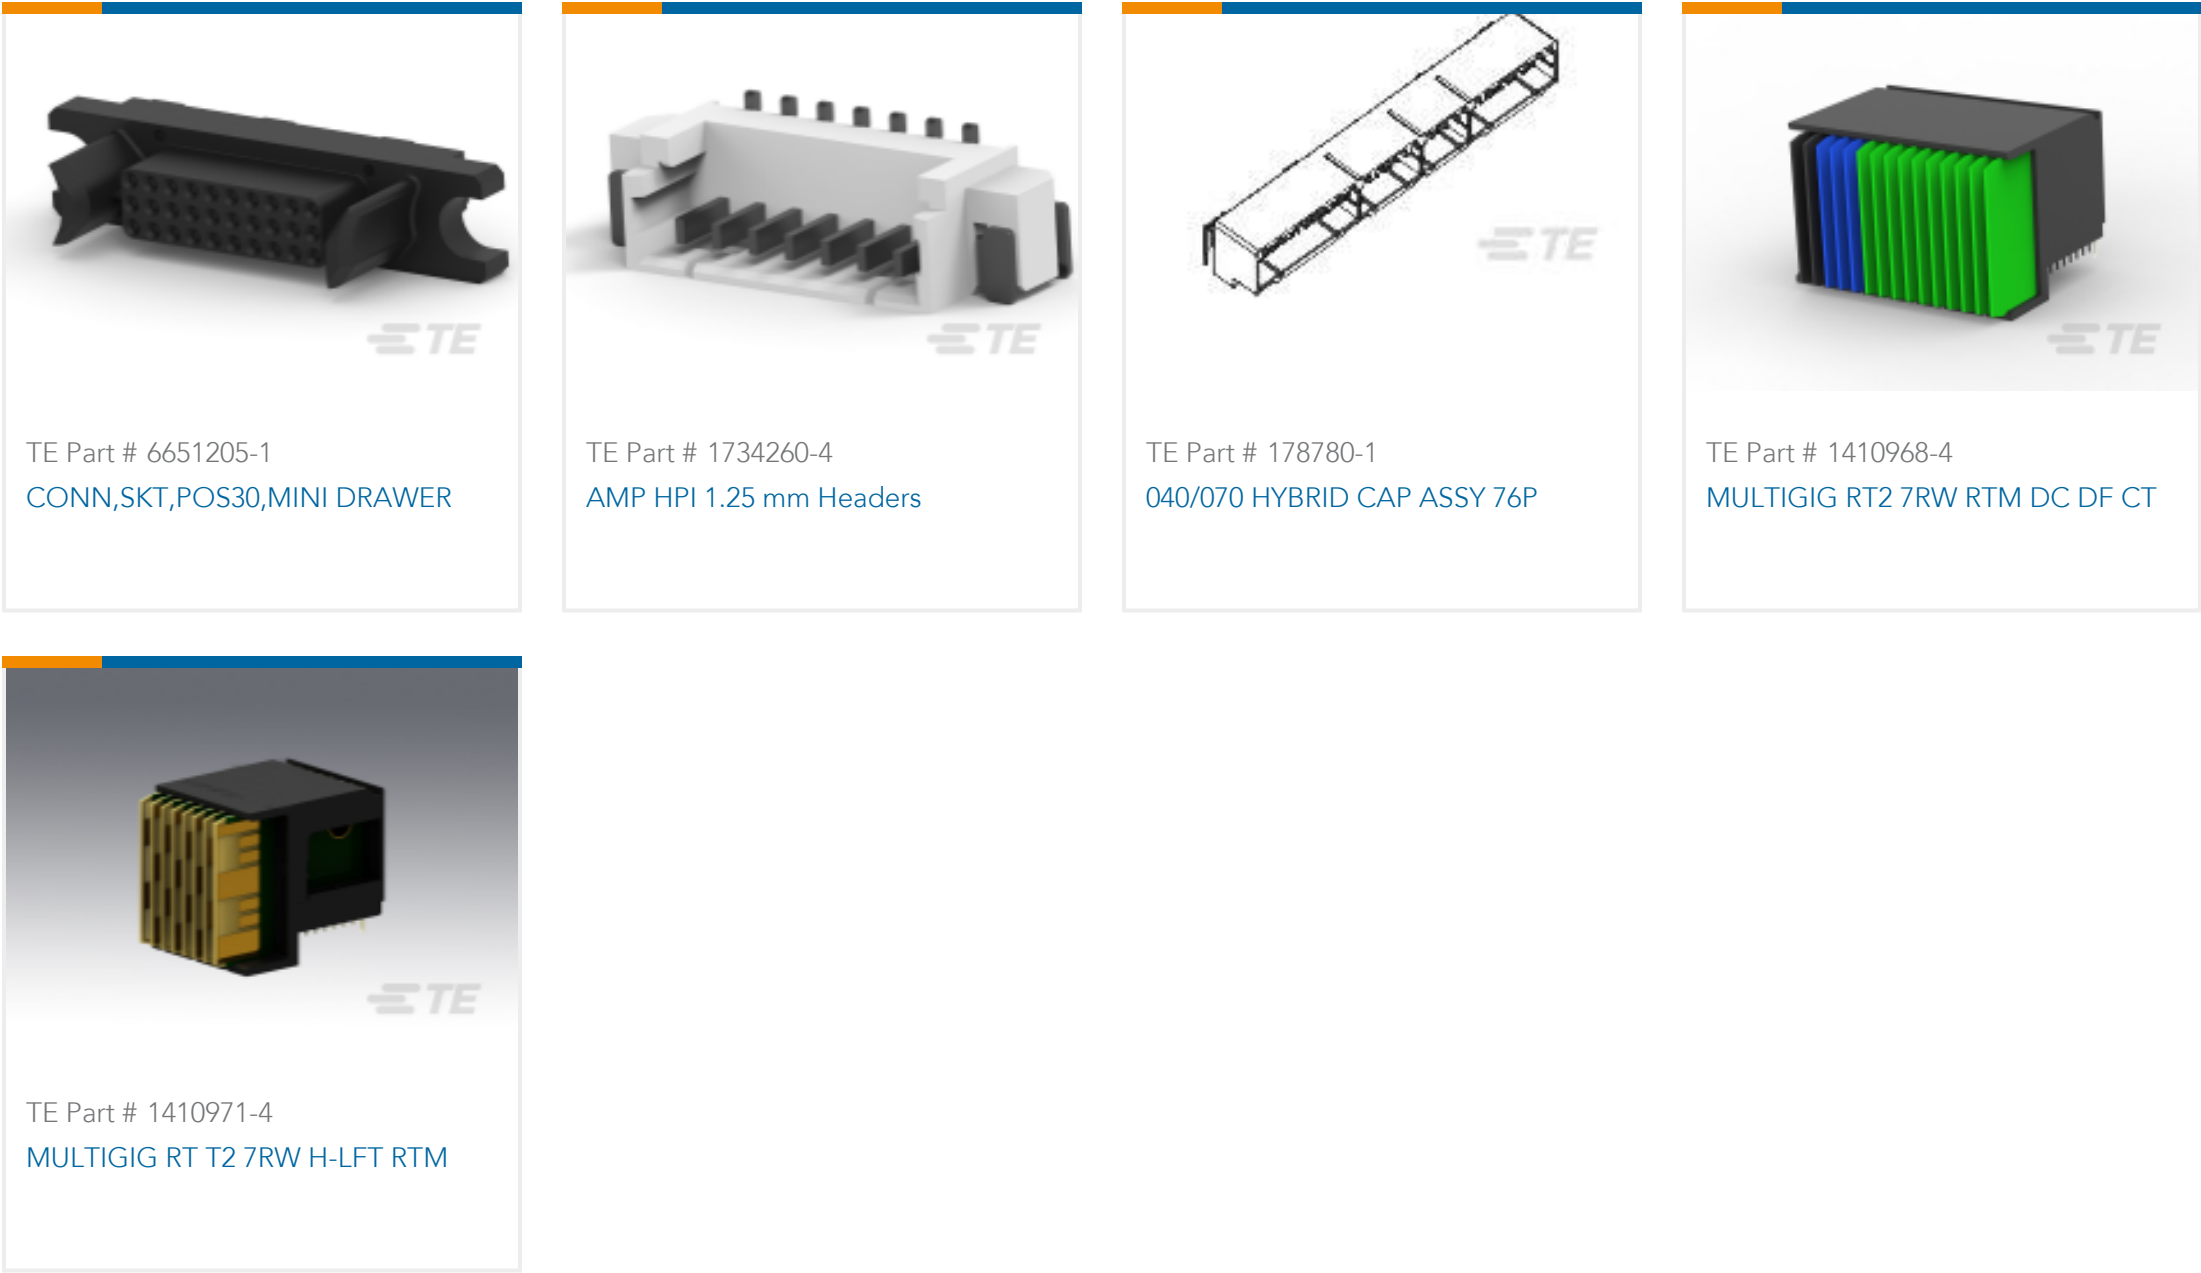 TE
TE Part # 6651205-1
CONN,SKT,POS30,MINI DRAWER
TE
TE Part # 1734260-4
AMP HPI 1.25 mm Headers
TE
TE Part # 178780-1
040/070 HYBRID CAP ASSY 76P
TE
TE Part # 1410968-4
MULTIGIG RT2 7RW RTM DC DF CT
TE
TE Part # 1410971-4
MULTIGIG RT T2 7RW H-LFT RTM